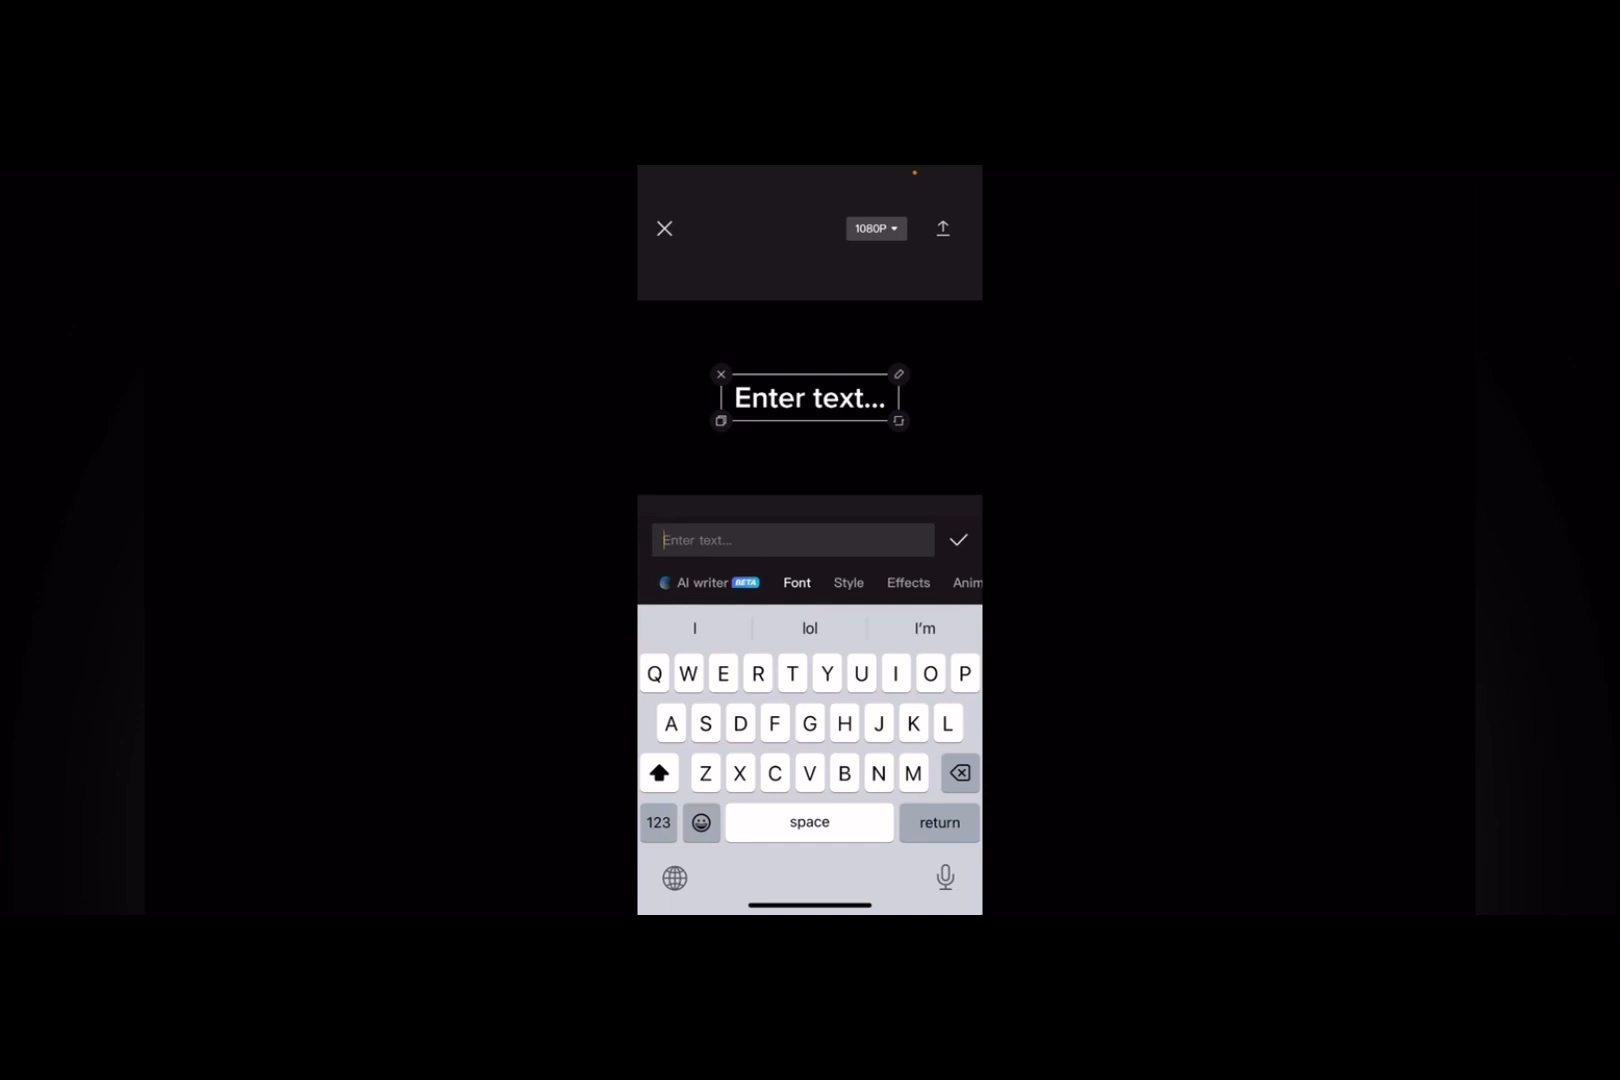 1080P
Enter text...
Enter text...
AI writer BETA Font Style Effects Anim
I lol I'm
Q W E R T Y U I O P
A S D F G H J K L
Z X C V B N M
123 space return